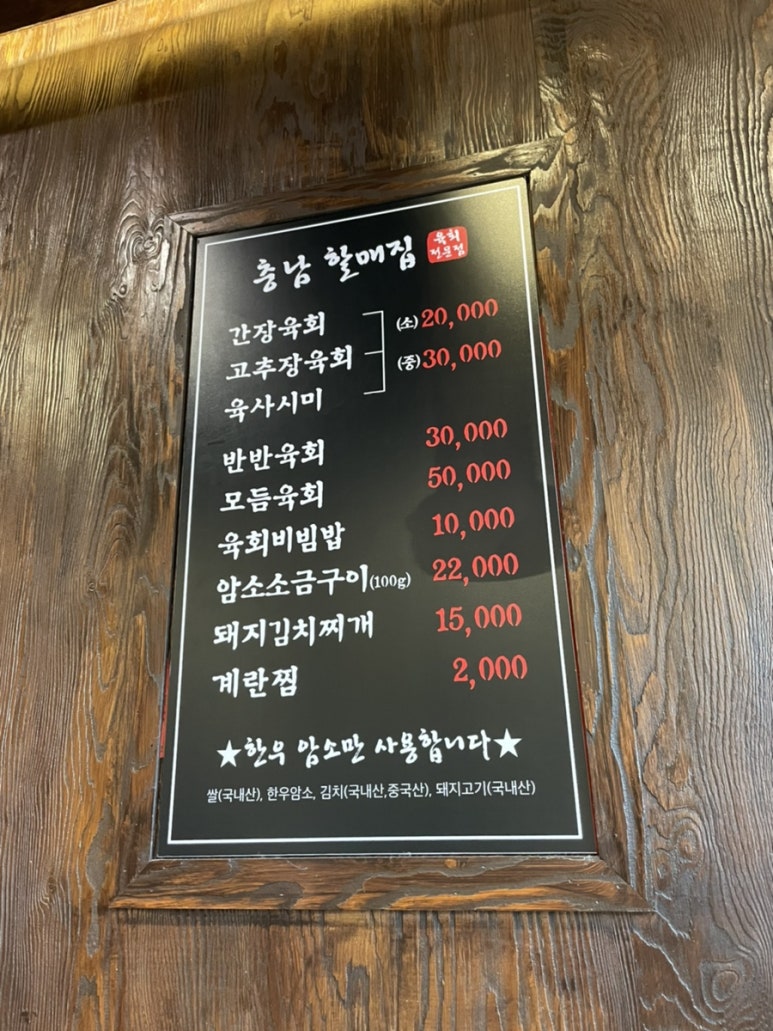 충남 할매집
육회
전문점
간장육회
고추장육회
육사시미
(소) 20,000
(중) 30,000
반반육회 30,000
모듬육회 50,000
육회비빔밥 10,000
암소소금구이(100g) 22,000
돼지김치찌개 15,000
계란찜 2,000
★한우 암소만 사용합니다★
쌀(국내산), 한우암소, 김치(국내산,중국산), 돼지고기(국내산)